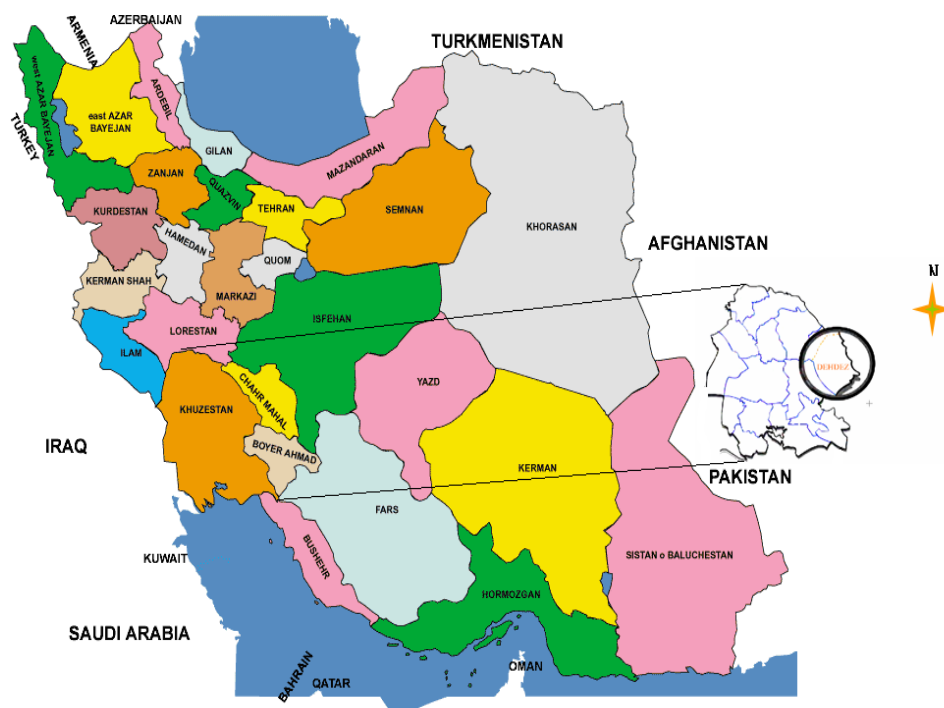 AZERBAIJAN
ARMENIA
TURKMENISTAN
west AZAR BAYEJAN
ARDEBIL
east AZAR
BAYEJAN
TURKEY
GILAN
MAZANDARAN
ZANJAN
QUAZVIN
TEHRAN
SEMNAN
KURDESTAN
KHORASAN
HAMEDAN
AFGHANISTAN
QUOM
N
KERMAN SHAH
MARKAZI
ISFEHAN
LORESTAN
ILAM
DEHDEZ
YAZD
CHAHR MAHAL
KHUZESTAN
IRAQ
BOYER AHMAD
KERMAN
PAKISTAN
FARS
BUSHEHR
KUWAIT
SISTAN o BALUCHESTAN
HORMOZGAN
SAUDI ARABIA
OMAN
BAHRAIN
QATAR